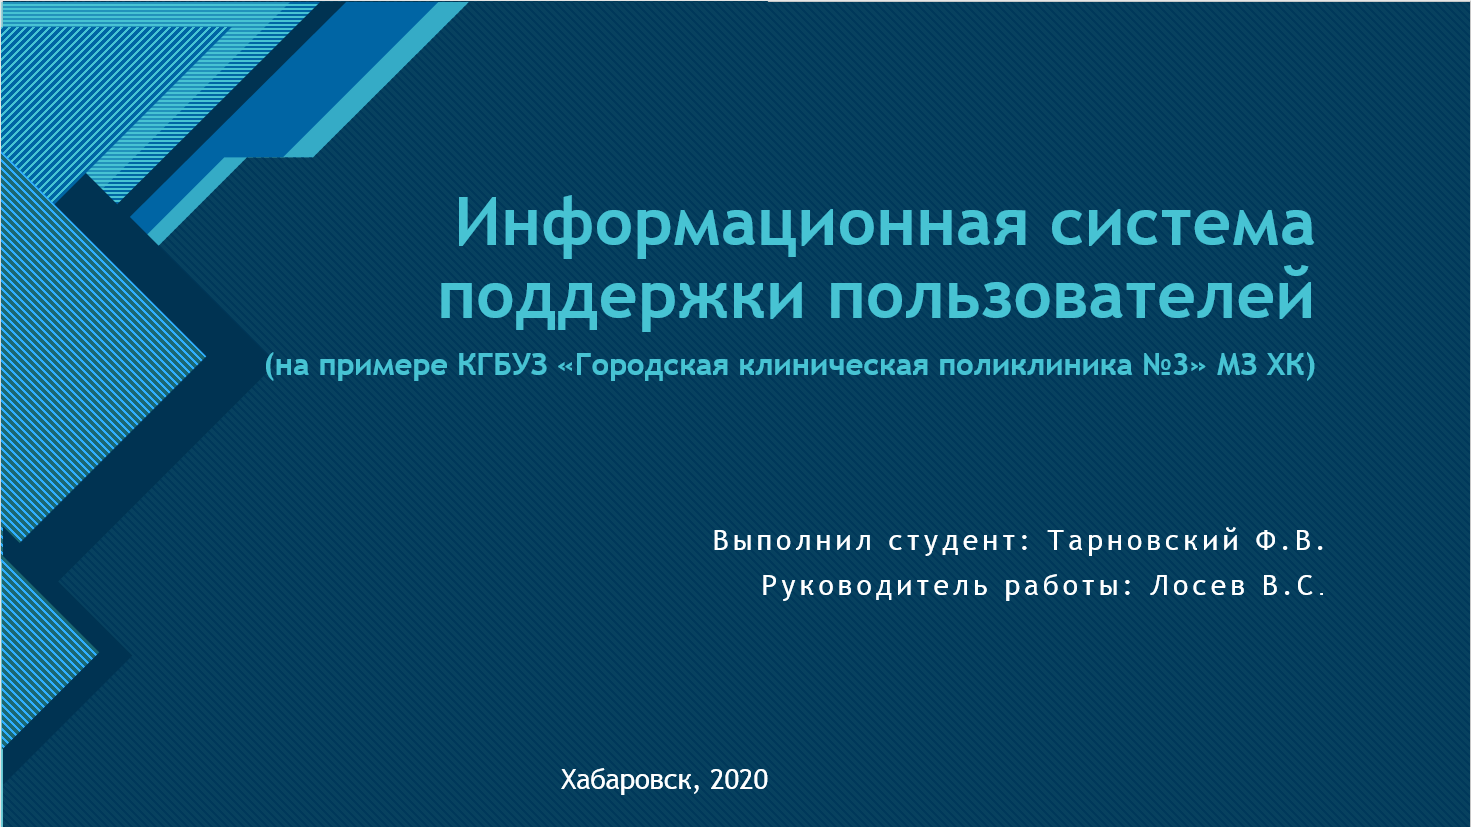 Информационная система
поддержки пользователей
(на примере КГБУЗ «Городская клиническая поликлиника №3» МЗ ХК)
Выполнил студент: Тарновский Ф.В.
Руководитель работы: Лосев В.С.
Хабаровск, 2020